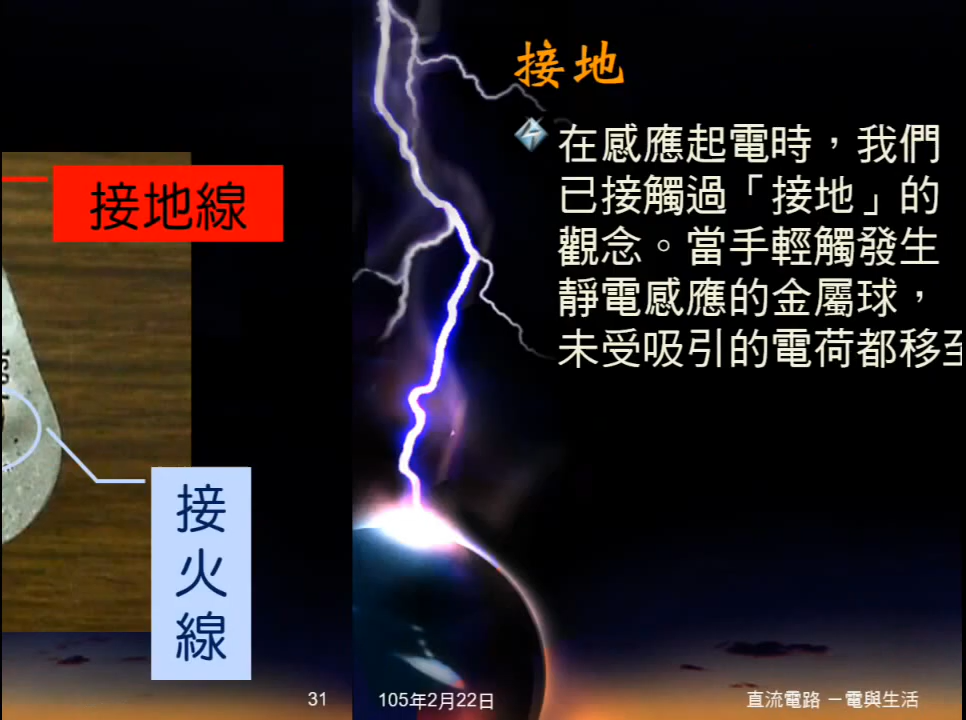 接地線
接火線
31
接地
在感應起電時，我們
已接觸過「接地」的
觀念。當手輕觸發生
靜電感應的金屬球，
未受吸引的電荷都移至
105年2月22日
直流電路 －電與生活